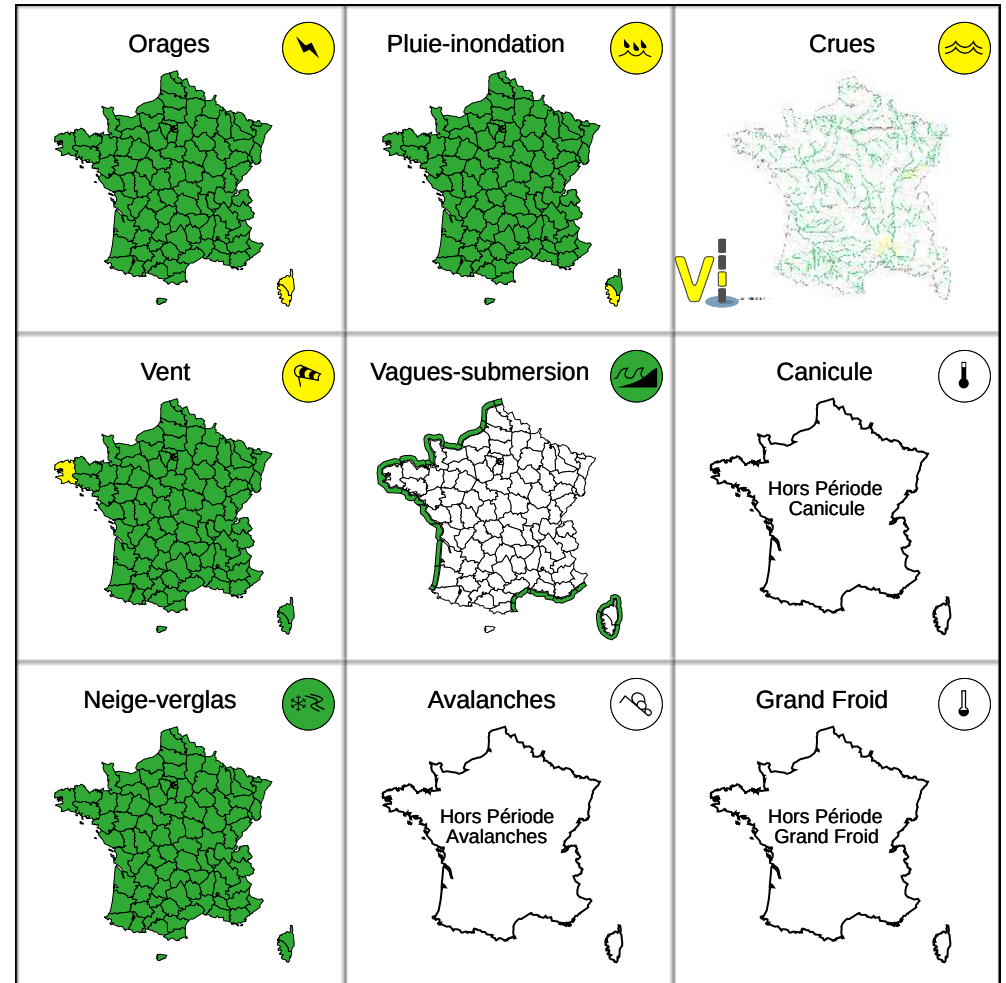 Orages
Pluie-inondation
Crues
Vi
Vent
Vagues-submersion
Canicule
Hors Période
Canicule
Neige-verglas
Avalanches
Grand Froid
Hors Période
Avalanches
Hors Période
Grand Froid